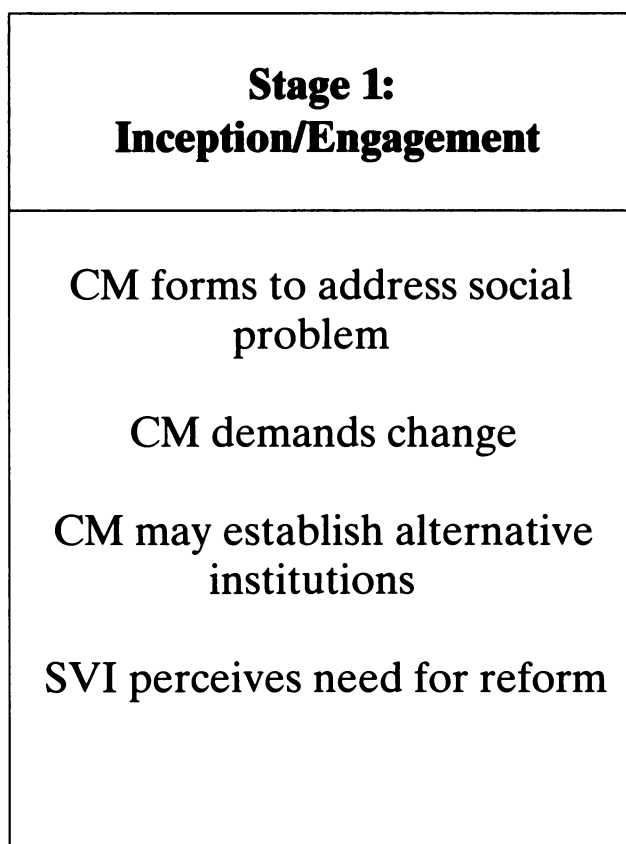 Stage 1:
Inception/Engagement
CM forms to address social
problem
CM demands change
CM may establish alternative
institutions
SVI perceives need for reform